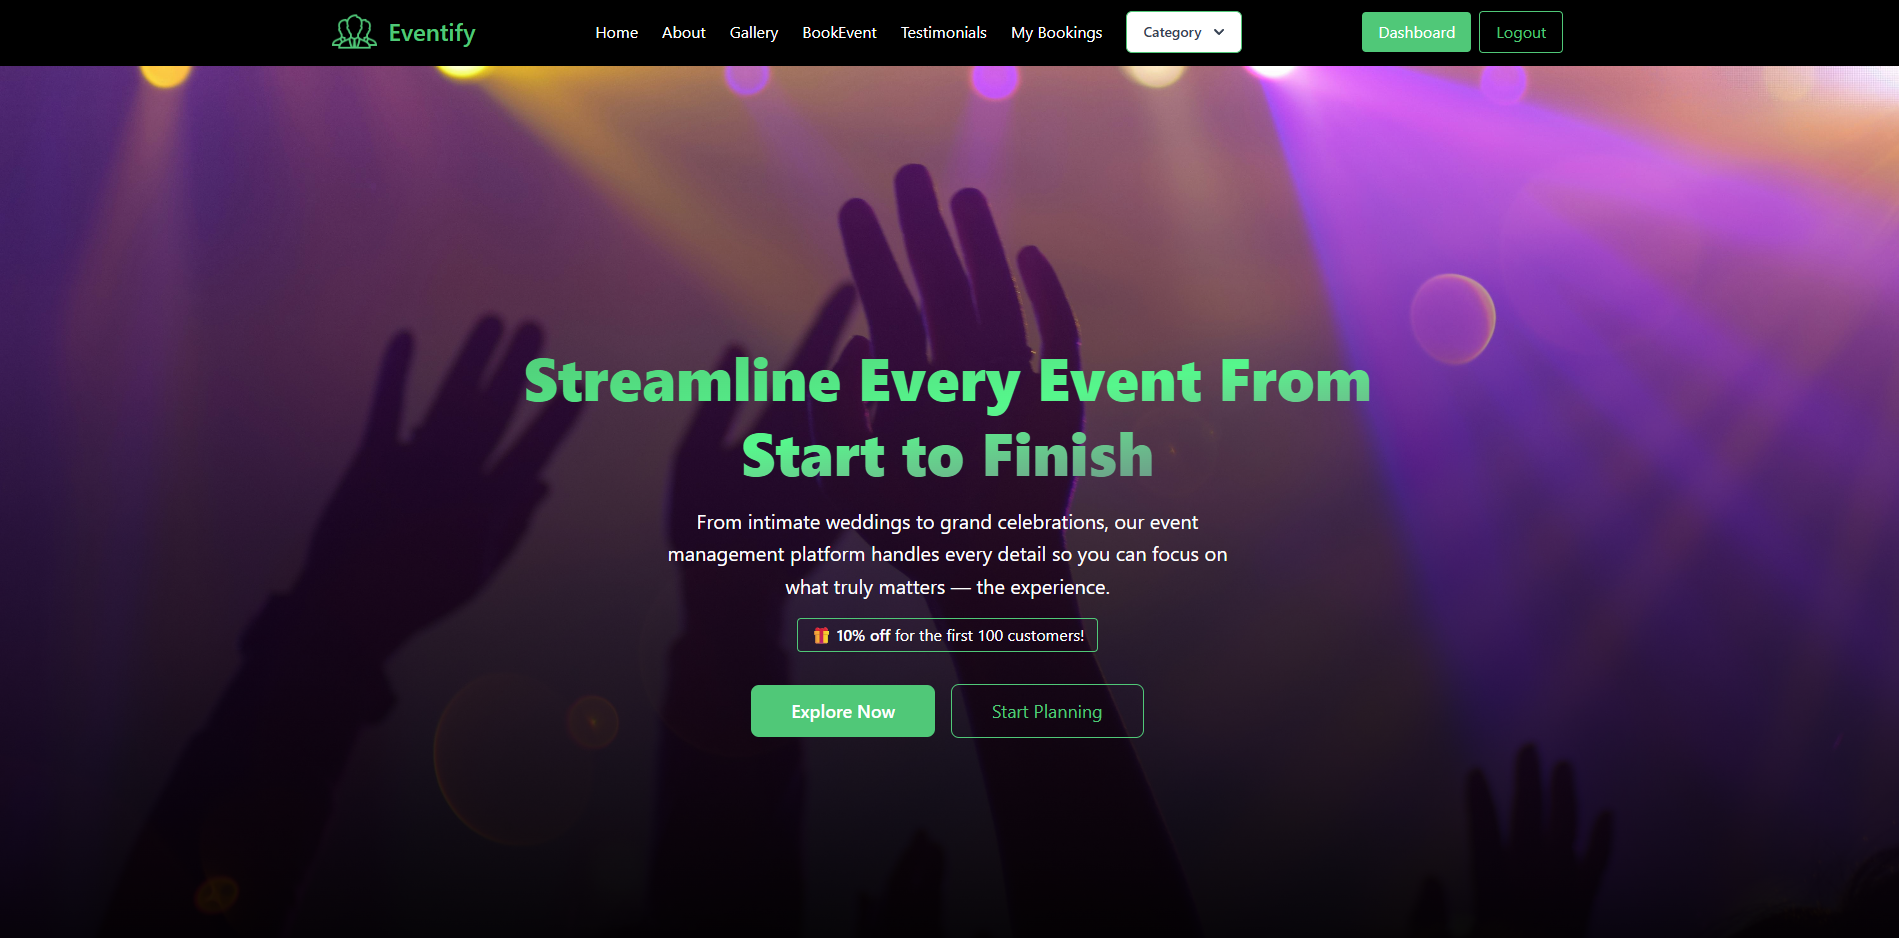 Eventify
Home About Gallery BookEvent Testimonials My Bookings Category Dashboard Logout
Streamline Every Event From
Start to Finish
From intimate weddings to grand celebrations, our event
management platform handles every detail so you can focus on
what truly matters — the experience.
🎁 10% off for the first 100 customers!
Explore Now Start Planning